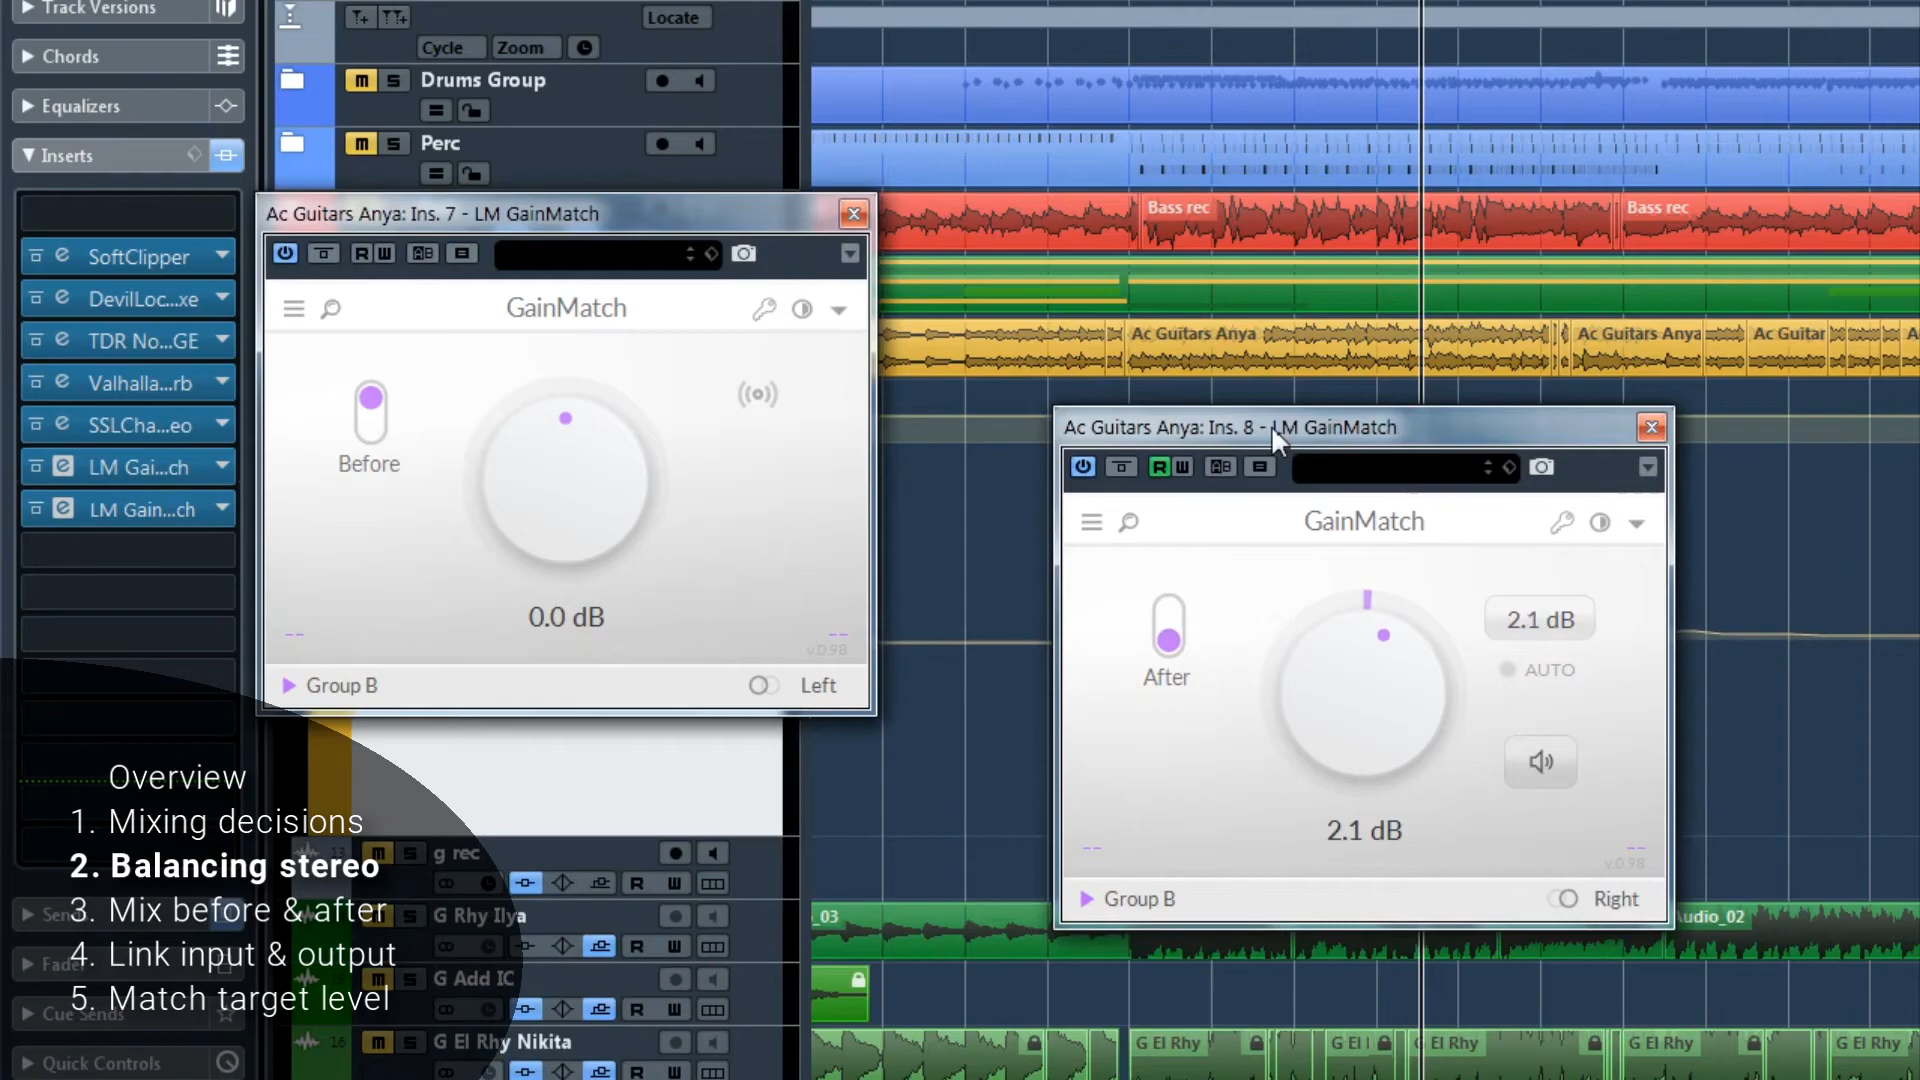 Track Versions
Chords
Equalizers
Inserts
SoftClipper
DevilLoc...xe
TDR No...GE
Valhalla...rb
SSLCha...eo
LM Gai...ch
LM Gain...ch
Locate
Cycle Zoom
M S Drums Group
M S Perc
Bass rec
Bass rec
Ac Guitars Anya
Ac Guitars Anya
Ac Guitar
Ac Guitars Anya: Ins. 7 - LM GainMatch
R W
GainMatch
Before
0.0 dB
v.0.98
Group B
Left
Ac Guitars Anya: Ins. 8 - LM GainMatch
R W
GainMatch
2.1 dB
AUTO
After
2.1 dB
v.0.98
Group B
Right
Overview
1. Mixing decisions
2. Balancing stereo
3. Mix before & after
4. Link input & output
5. Match target level
Cue Sends
Quick Controls
M S g rec
R W
M S G Rhy Ilya
R W
M S G Add IC
R W
16 M S G El Rhy Nikita
R W
_03
Audio_02
G El Rhy
G El
G El Rhy
G El Rhy
G El Rhy